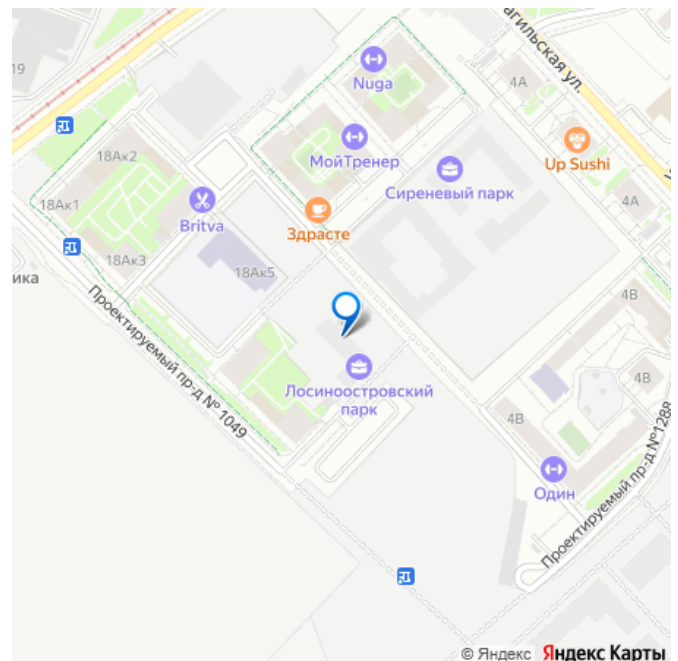 агильская ул.
19
4А
Nuga
18Ак2
МойТренер
Up Sushi
Сиреневый парк
18Ак1
4А
Britva
Здрасте
18Ак3
18Ак5
ика
4В
Проектируемый пр-д № 1049
Лосиноостровский
парк
4В
4В
Один
Проектируемый пр-д №1288
© Яндекс Яндекс Карты